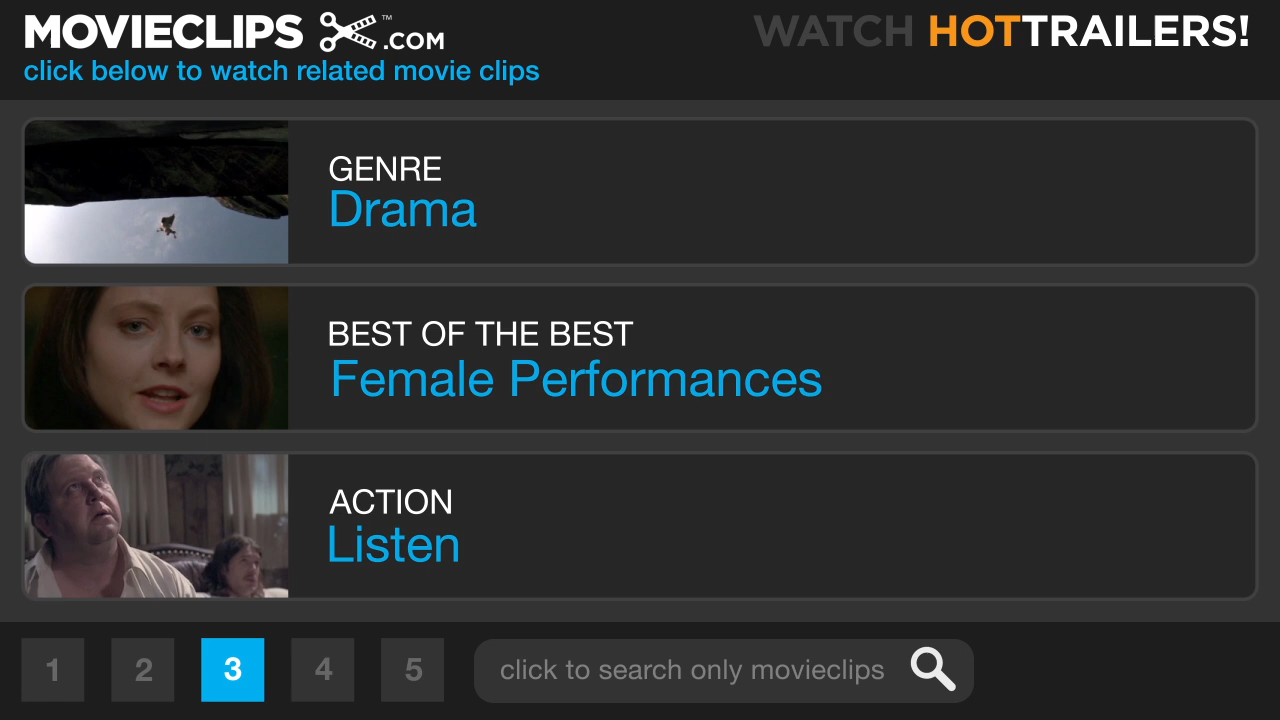 MOVIECLIPS ™ .COM
WATCH HOTTRAILERS!
click below to watch related movie clips
GENRE
Drama
BEST OF THE BEST
Female Performances
ACTION
Listen
1 2 3 4 5 click to search only movieclips